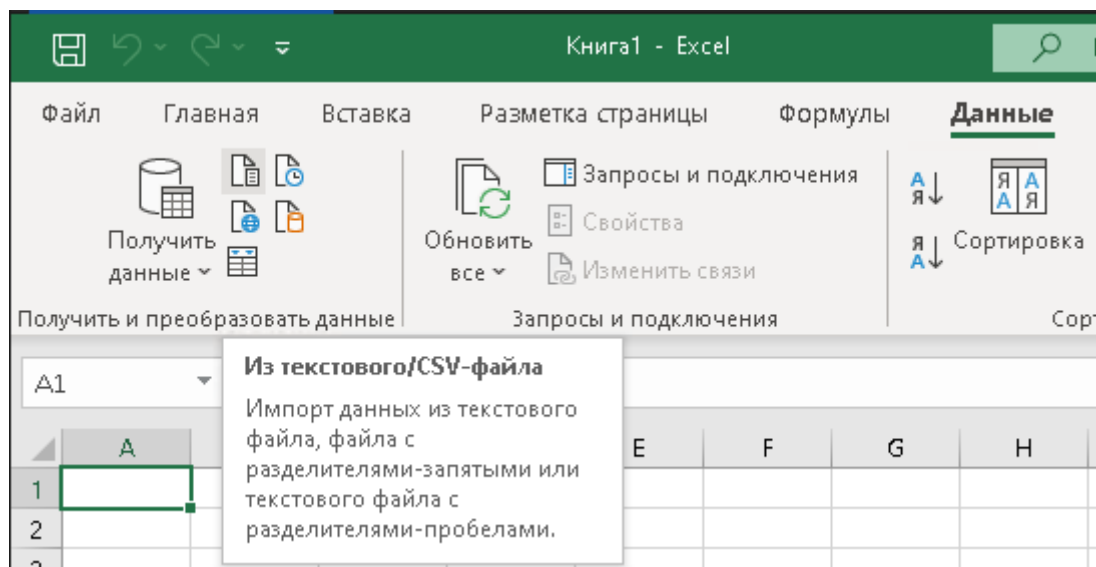 Книга1 - Excel
Файл Главная Вставка Разметка страницы Формулы Данные
Получить данные
Обновить все
Запросы и подключения
Свойства
Изменить связи
А Я
Я А
Я А
А Я
Сортировка
Получить и преобразовать данные
Запросы и подключения
A1
Из текстового/CSV-файла
Импорт данных из текстового
файла, файла с
разделителями-запятыми или
текстового файла с
разделителями-пробелами.
A E F G H
1
2